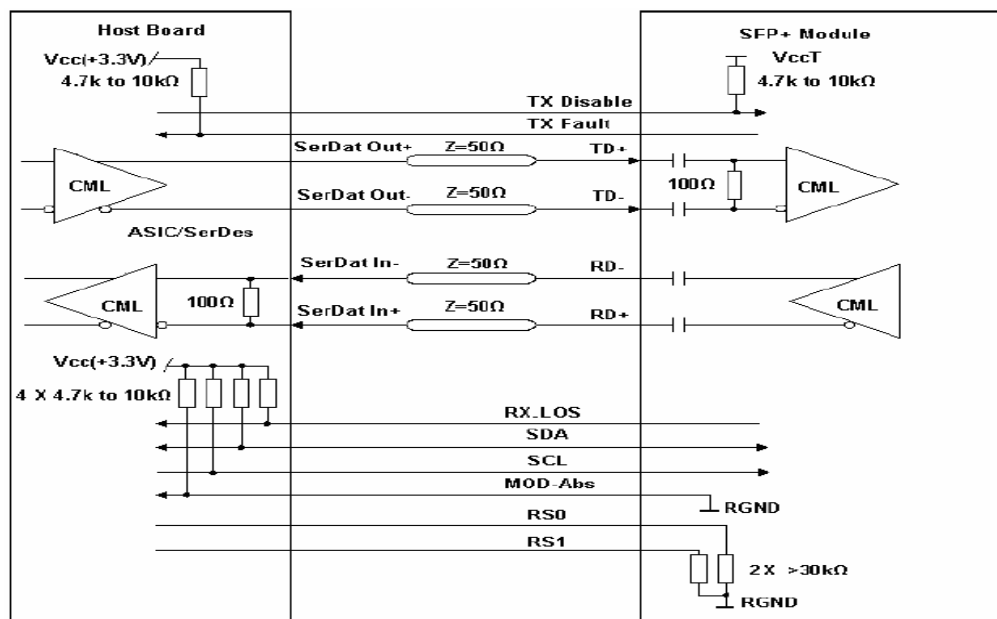 Host Board
SFP+ Module
Vcc(+3.3V)
4.7k to 10kΩ
VccT
4.7k to 10kΩ
TX Disable
TX Fault
SerDat Out+
Z=50Ω
TD+
CML
100Ω
CML
SerDat Out-
Z=50Ω
TD-
ASIC/SerDes
SerDat In-
Z=50Ω
RD-
CML
100Ω
CML
SerDat In+
Z=50Ω
RD+
Vcc(+3.3V)
4 X 4.7k to 10kΩ
RX-LOS
SDA
SCL
MOD-Abs
RGND
RS0
RS1
2 X >30kΩ
RGND